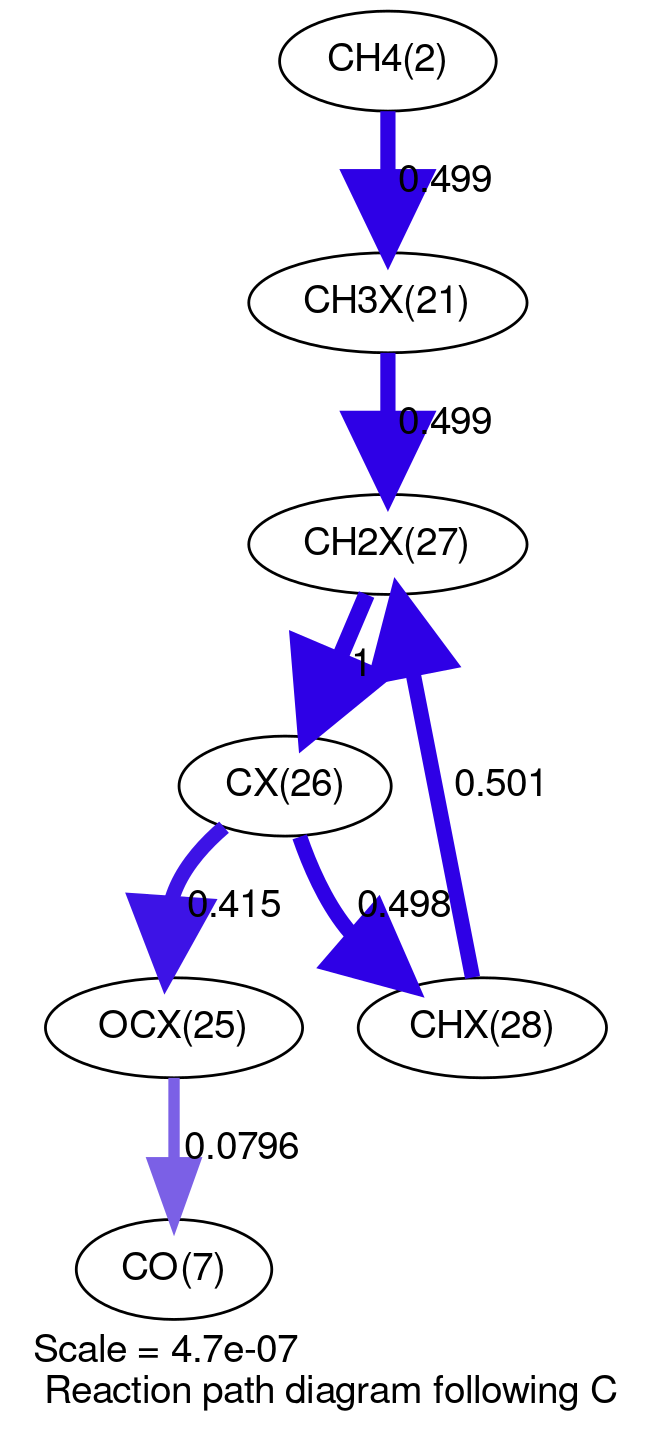 CH4(2)
0.499
CH3X(21)
0.499
CH2X(27)
1
CX(26)
0.501
0.415
0.498
OCX(25)
CHX(28)
0.0796
CO(7)
Scale = 4.7e-07
Reaction path diagram following C